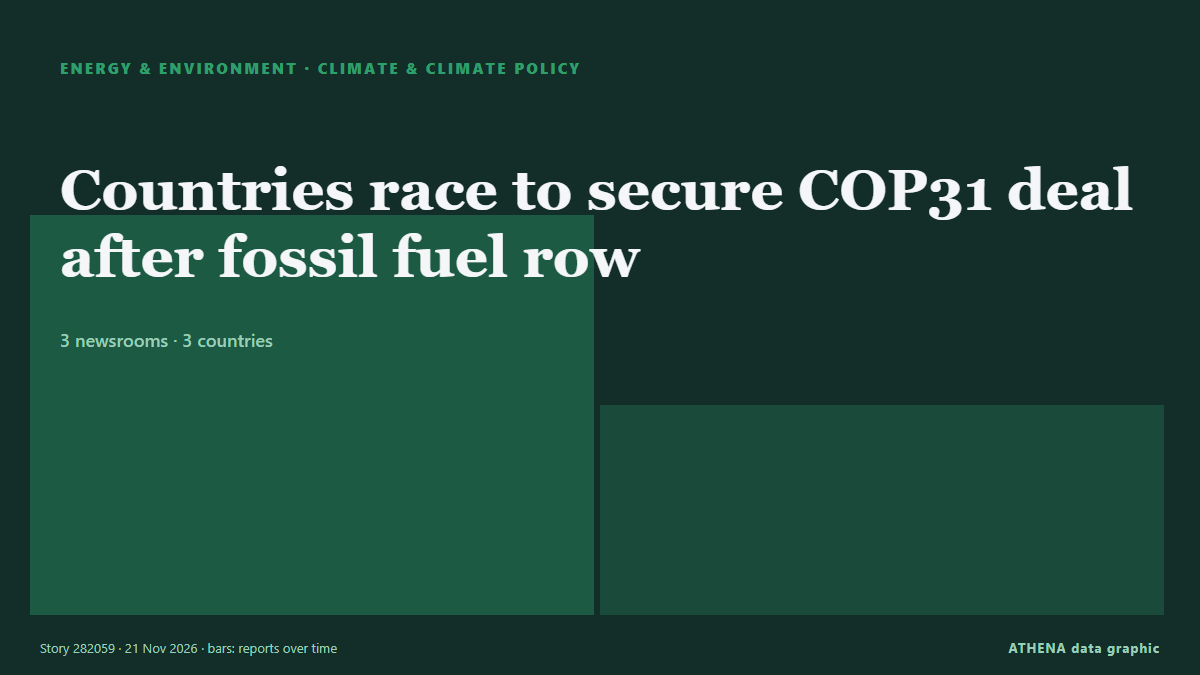 ENERGY & ENVIRONMENT · CLIMATE & CLIMATE POLICY
Countries race to secure COP31 deal
after fossil fuel row
3 newsrooms · 3 countries
Story 282059 · 21 Nov 2026 · bars: reports over time
ATHENA data graphic